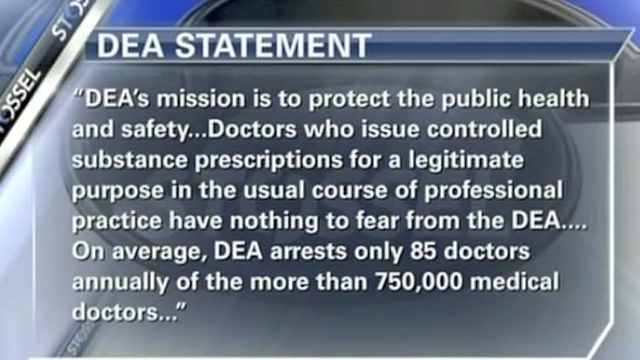 STOSSEL
DEA STATEMENT
“DEA’s mission is to protect the public health
and safety...Doctors who issue controlled
substance prescriptions for a legitimate
purpose in the usual course of professional
practice have nothing to fear from the DEA....
On average, DEA arrests only 85 doctors
annually of the more than 750,000 medical
doctors...”
STOSSEL